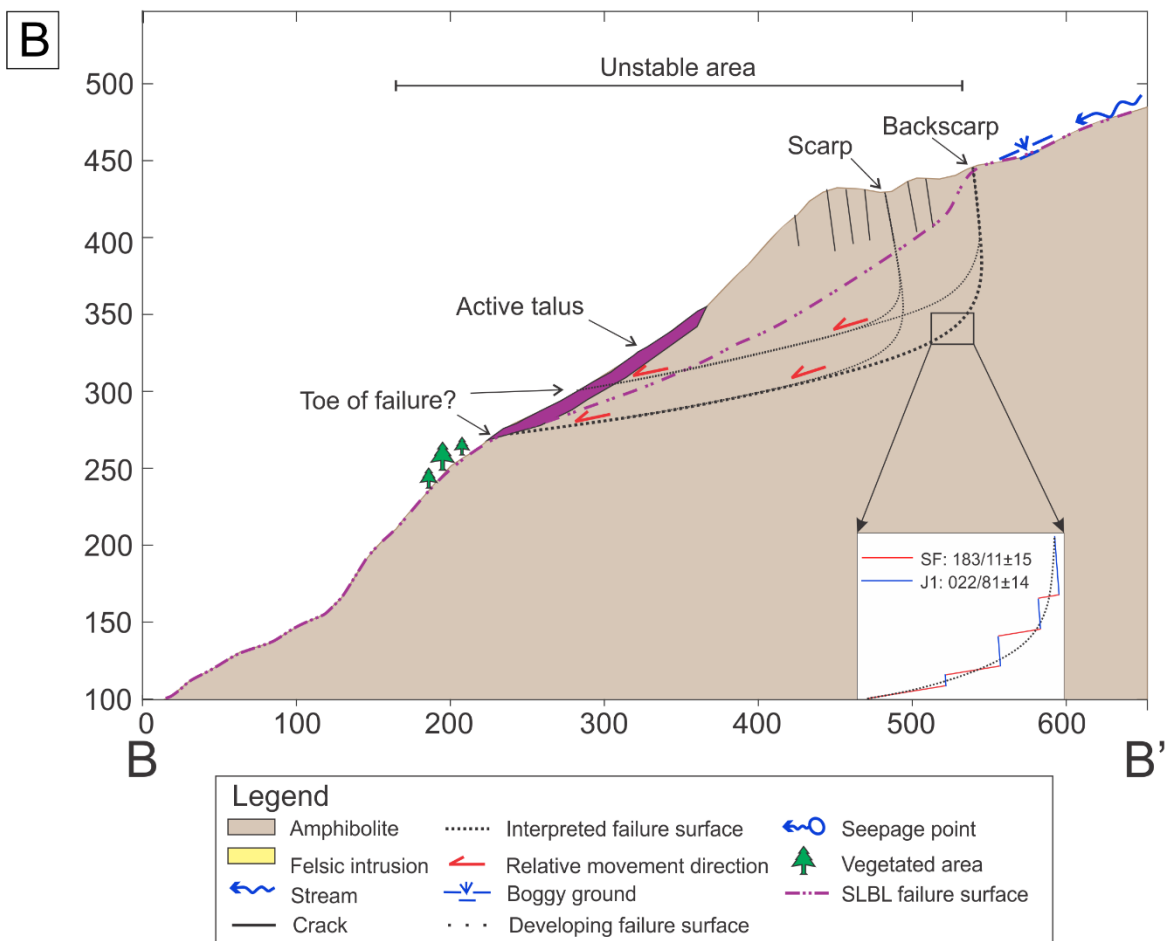 B
Unstable area
500
450
400
350
300
250
200
150
100
Backscarp
Scarp
Active talus
Toe of failure?
SF: 183/11±15
J1: 022/81±14
0 100 200 300 400 500 600
B B’
Legend
Amphibolite Interpreted failure surface Seepage point
Felsic intrusion Relative movement direction Vegetated area
Stream Boggy ground SLBL failure surface
Crack Developing failure surface